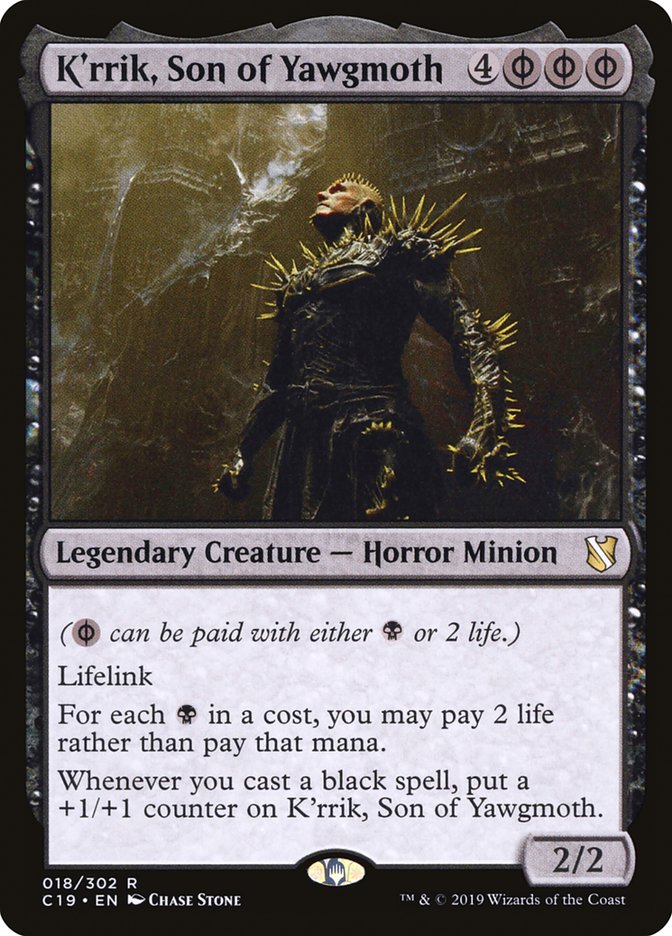 K'rrik, Son of Yawgmoth 4
Legendary Creature — Horror Minion
( can be paid with either or 2 life.)
Lifelink
For each in a cost, you may pay 2 life
rather than pay that mana.
Whenever you cast a black spell, put a
+1/+1 counter on K'rrik, Son of Yawgmoth.
2/2
018/302 R
C19 • EN Chase Stone
™ & © 2019 Wizards of the Coast